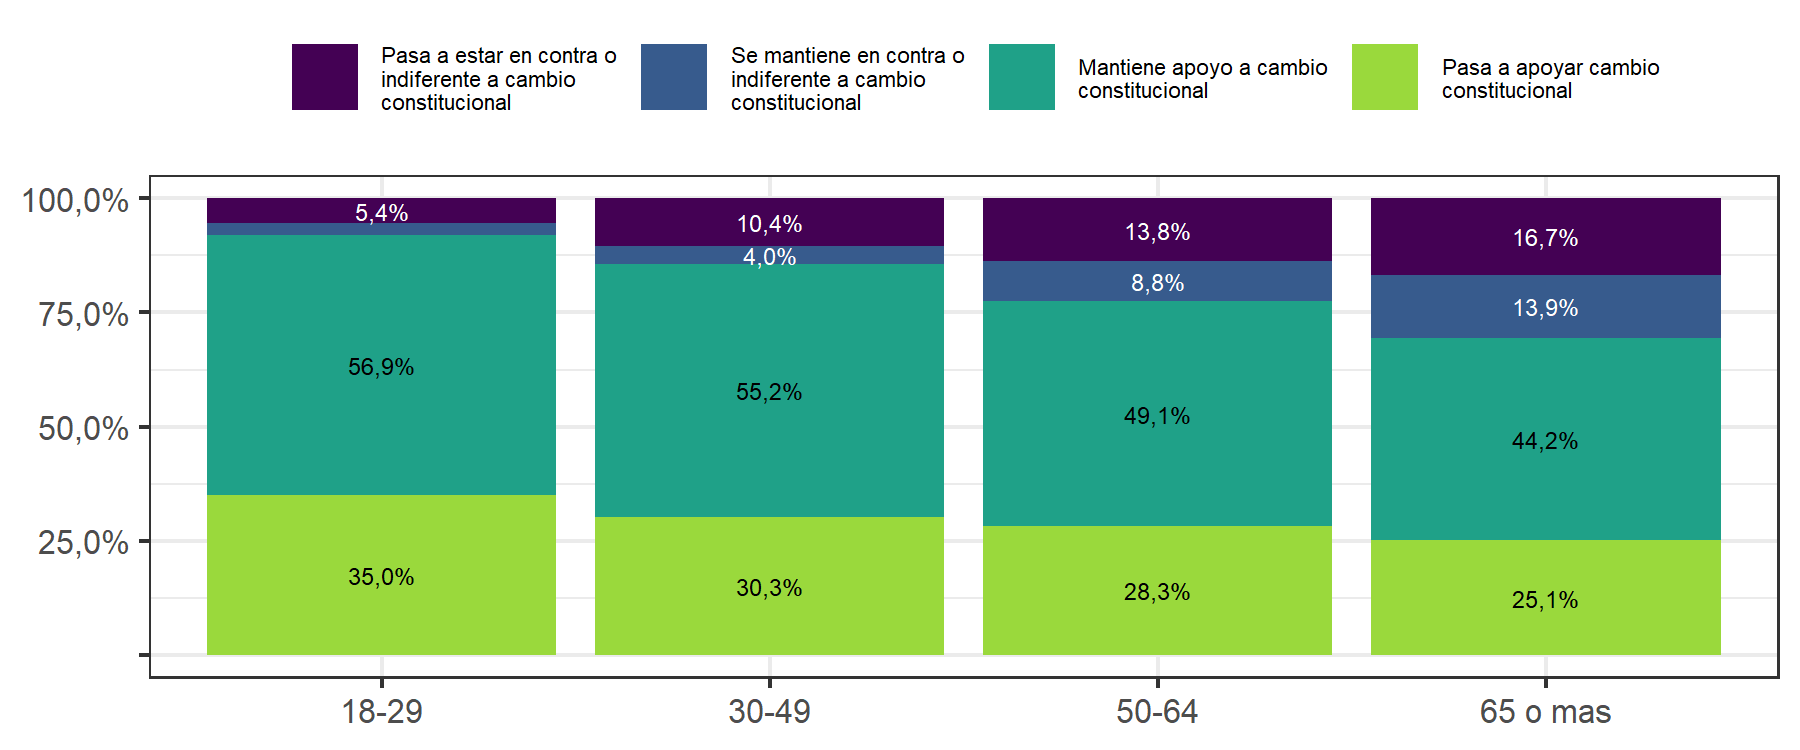 Pasa a estar en contra o
indiferente a cambio
constitucional
Se mantiene en contra o
indiferente a cambio
constitucional
Mantiene apoyo a cambio
constitucional
Pasa a apoyar cambio
constitucional
100,0%
75,0%
50,0%
25,0%
5,4%
56,9%
35,0%
10,4%
4,0%
55,2%
30,3%
13,8%
8,8%
49,1%
28,3%
16,7%
13,9%
44,2%
25,1%
18-29
30-49
50-64
65 o mas